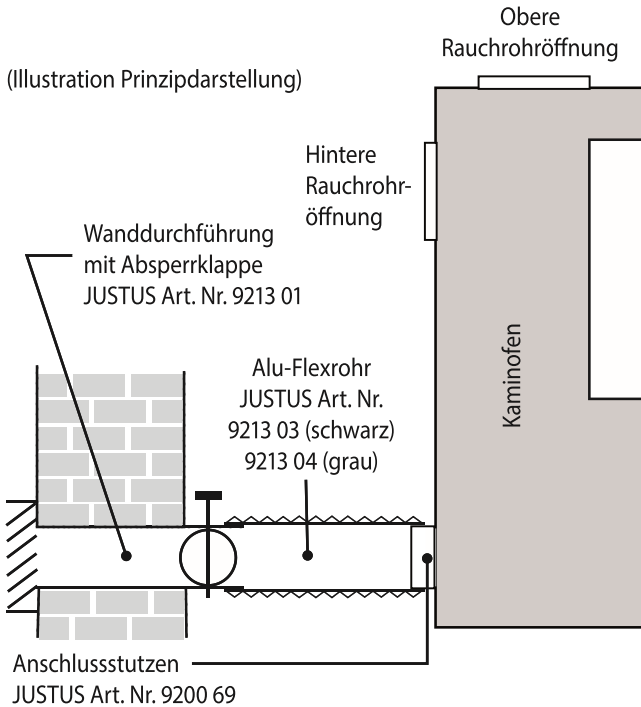 Obere
Rauchrohröffnung
(Illustration Prinzipdarstellung)
Hintere
Rauchrohr-
öffnung
Wanddurchführung
mit Absperrklappe
JUSTUS Art. Nr. 9213 01
Kaminofen
Alu-Flexrohr
JUSTUS Art. Nr.
9213 03 (schwarz)
9213 04 (grau)
Anschlussstutzen
JUSTUS Art. Nr. 9200 69